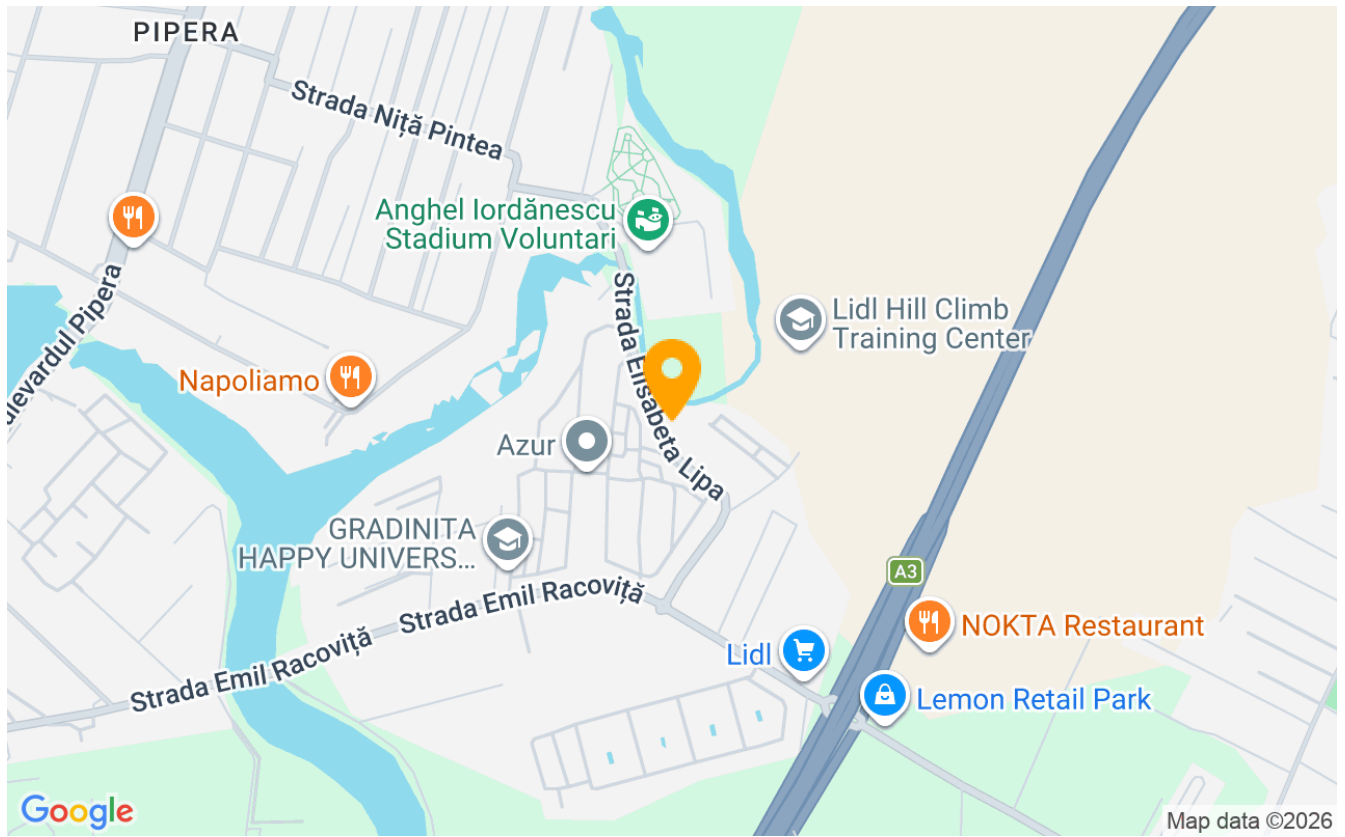 PIPERA
Strada Niță Pintea
Anghel Iordănescu
Stadium Voluntari
Strada Elisabeta Lipa
Lidl Hill Climb
Training Center
Napoliamo
Azur
GRADINITA
HAPPY UNIVERS...
Strada Emil Racoviță
Strada Emil Racoviță
A3
NOKTA Restaurant
Lidl
Lemon Retail Park
Google
Map data ©2026